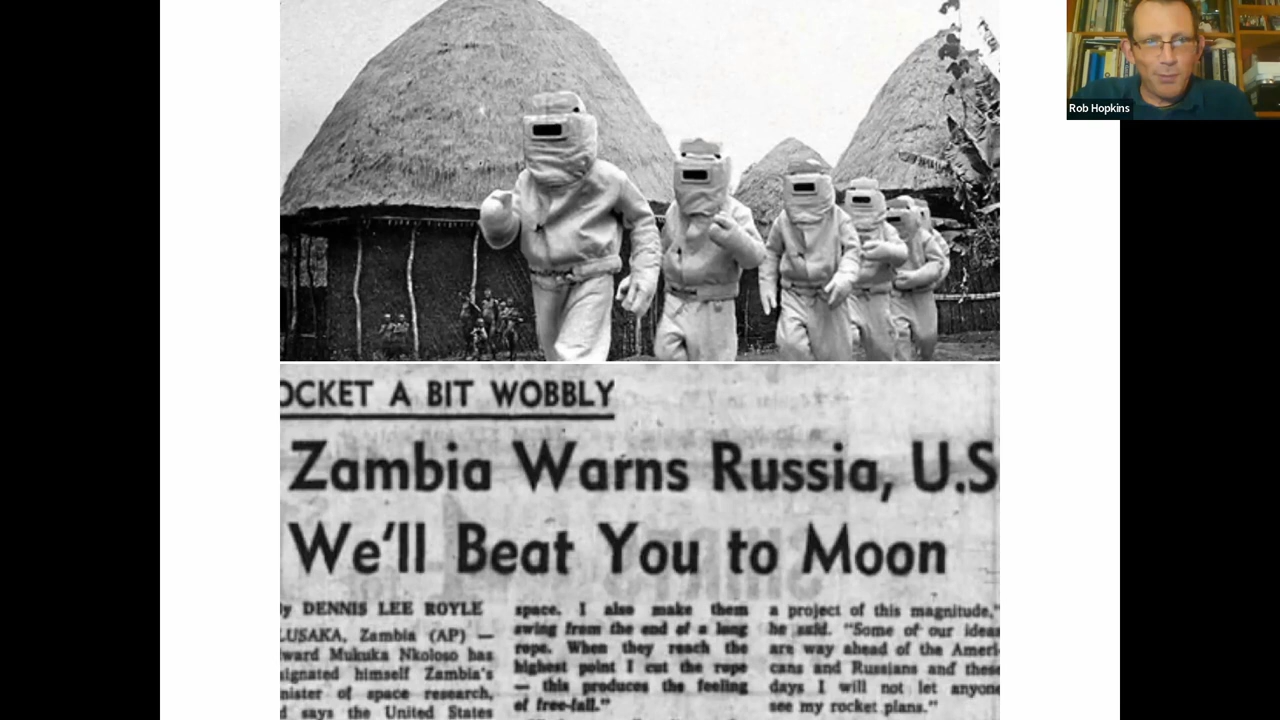 Rob Hopkins
OCKET A BIT WOBBLY
Zambia Warns Russia, U.S
We'll Beat You to Moon
y DENNIS LEE ROYLE
LUSAKA, Zambia (AP) —
ward Mukuka Nkoloso has
signated himself Zambia's
nister of space research,
d says the United States
space. I also make them
swing from the end of a long
rope. When they reach the
highest point I cut the rope
— this produces the feeling
of free-fall."
a project of this magnitude,"
he said. "Some of our ideas
are way ahead of the Ameri-
cans and Russians and these
days I will not let anyone
see my rocket plans."